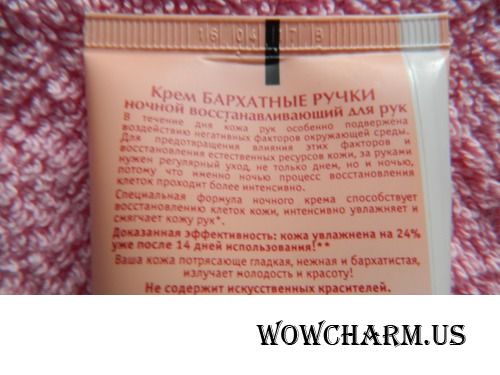 16 04 17 B
Крем БАРХАТНЫЕ РУЧКИ
ночной восстанавливающий для рук
В течение дня кожа рук особенно подвержена
воздействию негативных факторов окружающей среды.
Для предотвращения влияния этих факторов и
восстановления естественных ресурсов кожи, за руками
нужен регулярный уход, не только днем, но и ночью,
потому что именно ночью процесс восстановления
клеток проходит более интенсивно.
Специальная формула ночного крема способствует
восстановлению клеток кожи, интенсивно увлажняет и
смягчает кожу рук*.
Доказанная эффективность: кожа увлажнена на 24%
уже после 14 дней использования!**
Ваша кожа потрясающе гладкая, нежная и бархатистая,
излучает молодость и красоту!
Не содержит искусственных красителей.
WOWCHARM.US